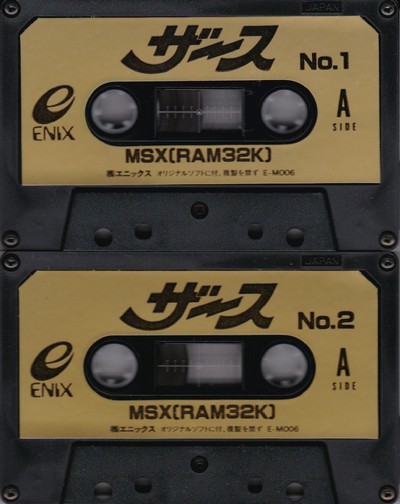 JAPAN
ザース
No.1
ENIX
A
SIDE
MSX(RAM32K)
㈱エニックス オリジナルソフトに付、複製を禁ず E-M006
JAPAN
ザース
No.2
ENIX
A
SIDE
MSX(RAM32K)
㈱エニックス オリジナルソフトに付、複製を禁ず E-M006